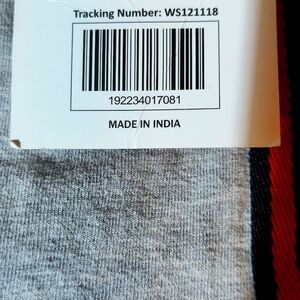 Tracking Number: WS121118
192234017081
MADE IN INDIA